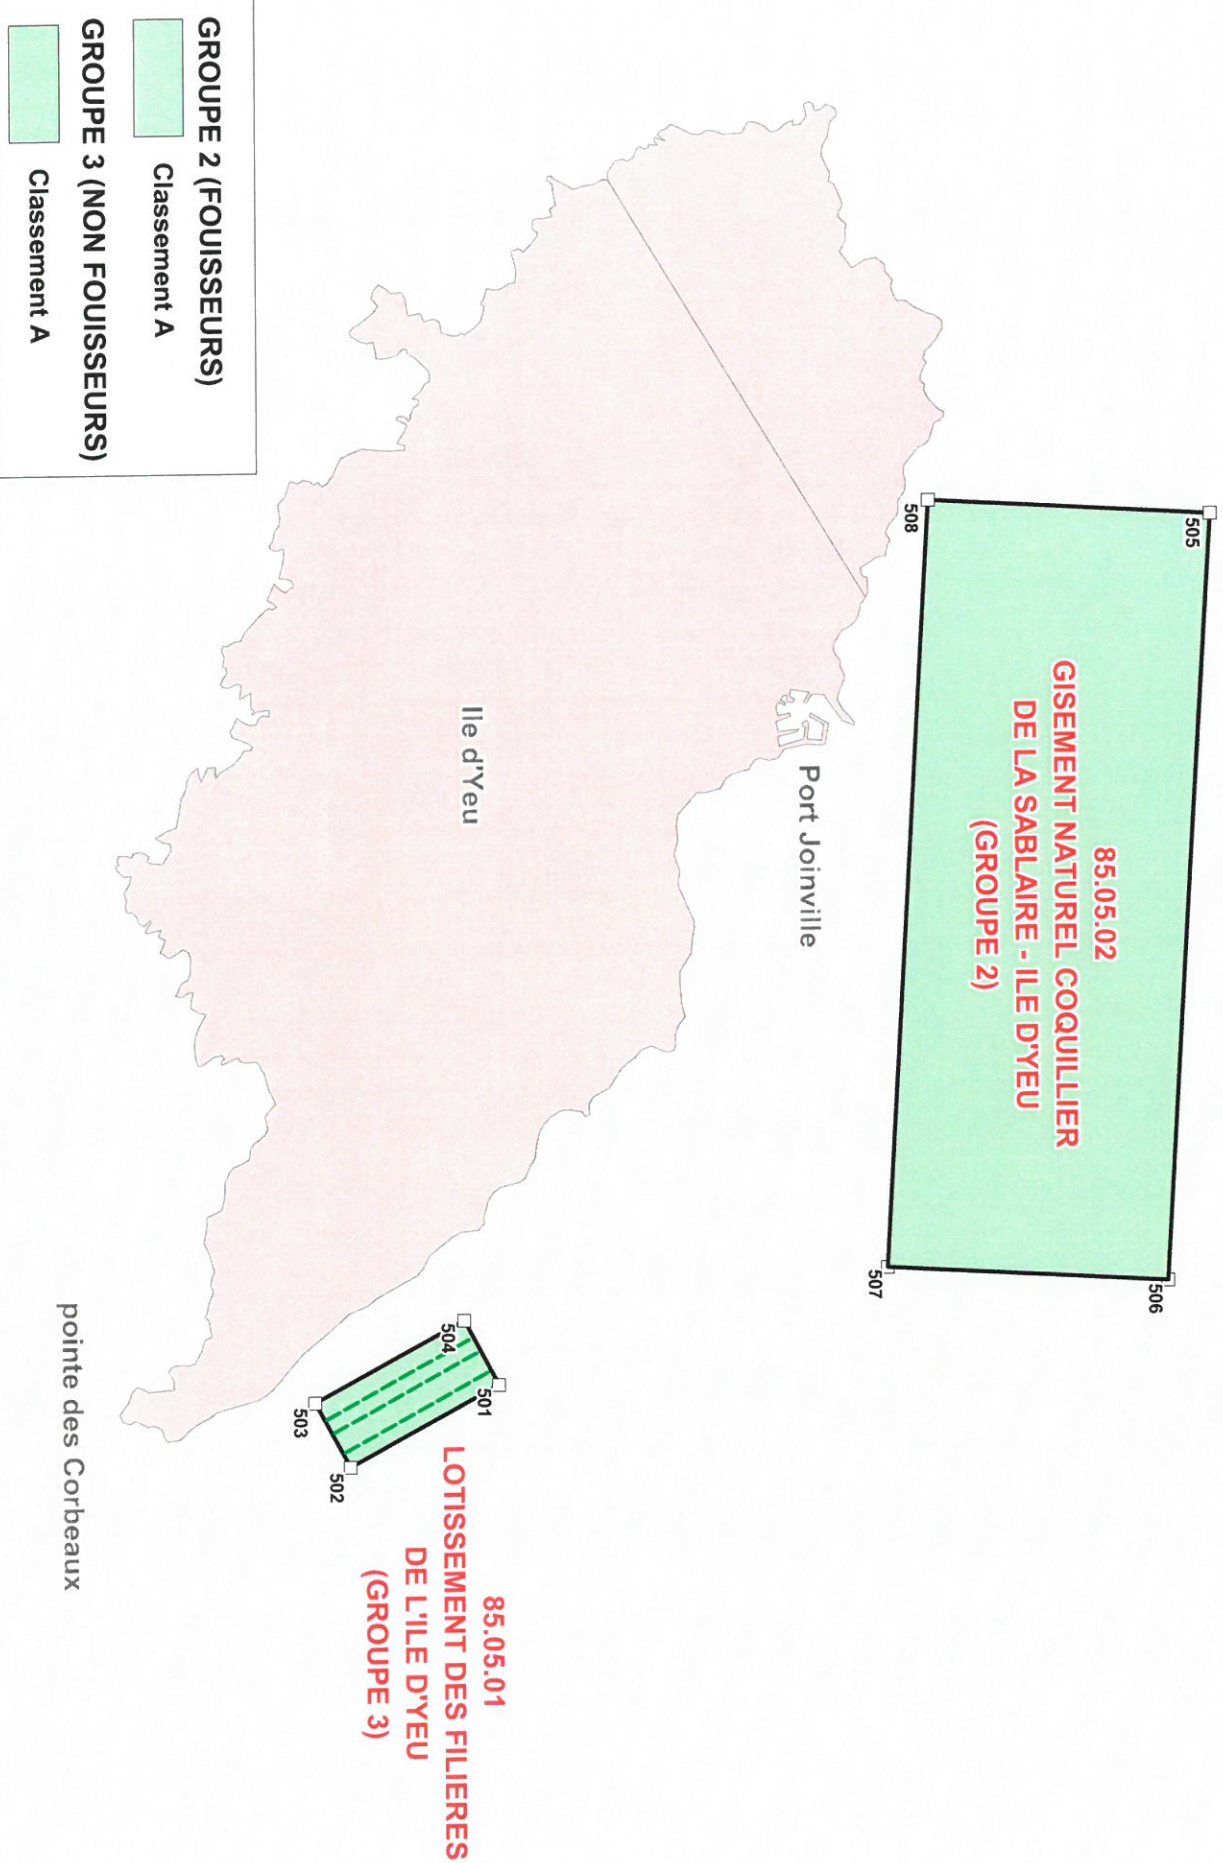 505
506
507
508
85.05.02
GISEMENT NATUREL COQUILLIER
DE LA SABLAIRE - ILE D'YEU
(GROUPE 2)
Port Joinville
Ile d'Yeu
504
501
503
502
85.05.01
LOTISSEMENT DES FILIERES
DE L'ILE D'YEU
(GROUPE 3)
pointe des Corbeaux
GROUPE 2 (FOUISSEURS)
Classement A
GROUPE 3 (NON FOUISSEURS)
Classement A